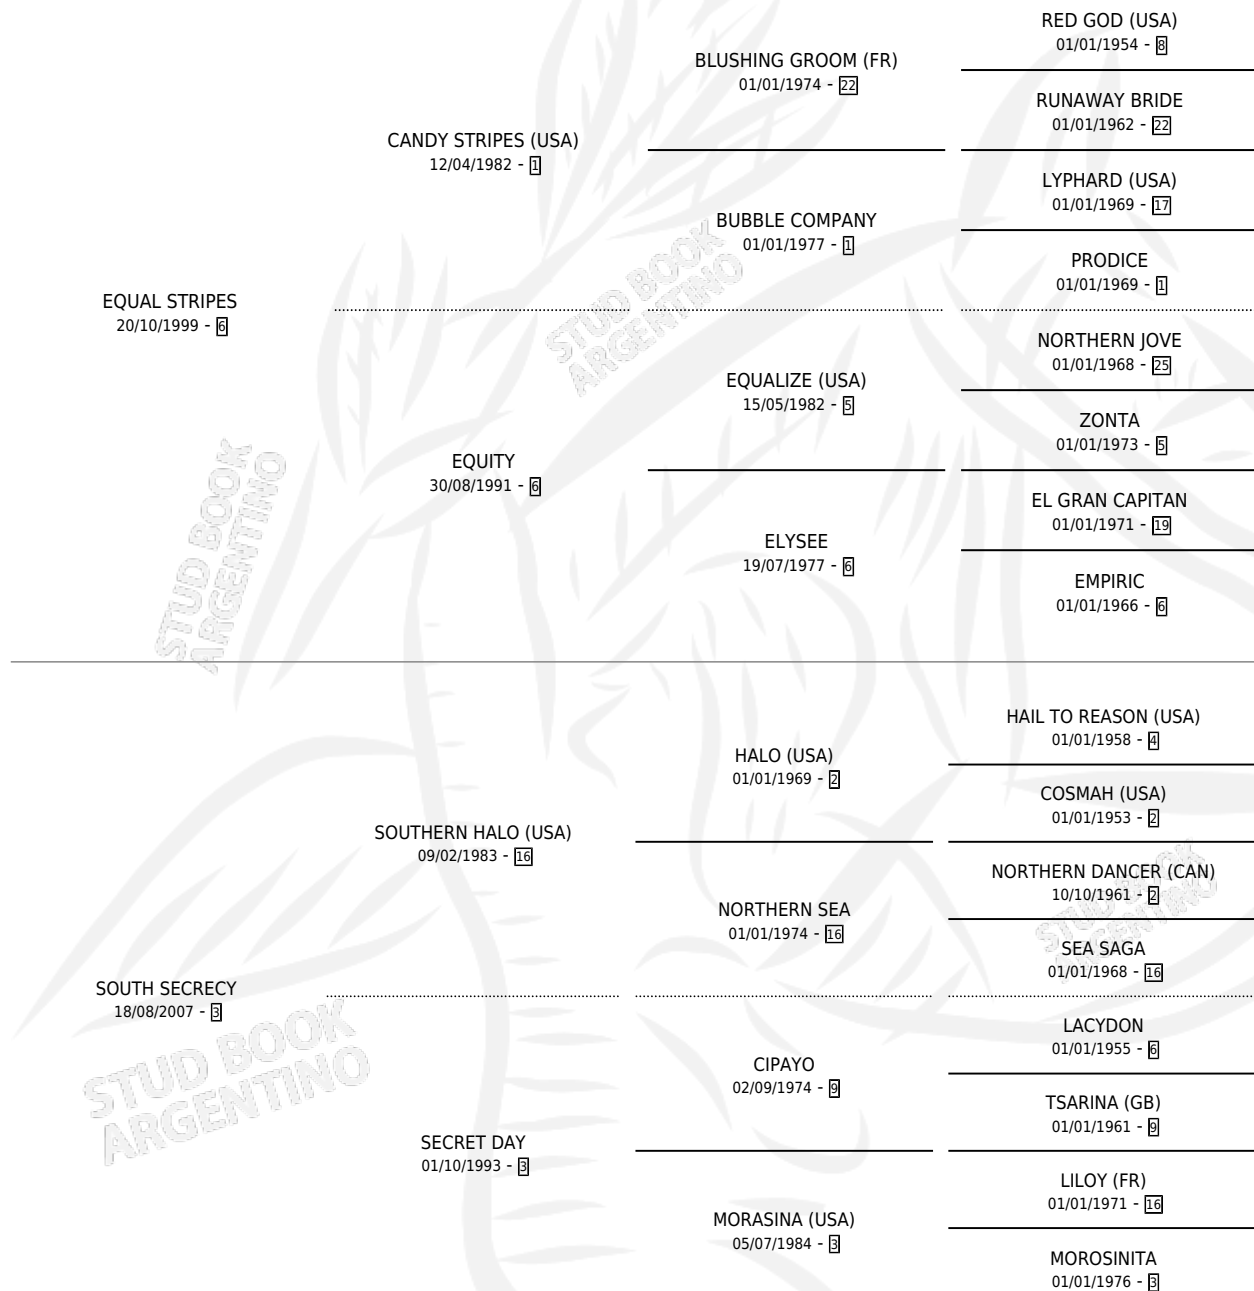 RED GOD (USA)
01/01/1954 - 8
BLUSHING GROOM (FR)
01/01/1974 - 22
RUNAWAY BRIDE
01/01/1962 - 22
CANDY STRIPES (USA)
12/04/1982 - 1
LYPHARD (USA)
01/01/1969 - 17
BUBBLE COMPANY
01/01/1977 - 1
PRODICE
01/01/1969 - 1
STUD BOOK
ARGENTINO
EQUAL STRIPES
20/10/1999 - 6
NORTHERN JOVE
01/01/1968 - 25
EQUALIZE (USA)
15/05/1982 - 5
ZONTA
01/01/1973 - 5
EQUITY
30/08/1991 - 6
EL GRAN CAPITAN
01/01/1971 - 19
ELYSEE
19/07/1977 - 6
EMPIRIC
01/01/1966 - 6
STUD BOOK
ARGENTINO
HAIL TO REASON (USA)
01/01/1958 - 4
HALO (USA)
01/01/1969 - 2
COSMAH (USA)
01/01/1953 - 2
SOUTHERN HALO (USA)
09/02/1983 - 16
NORTHERN DANCER (CAN)
10/10/1961 - 2
NORTHERN SEA
01/01/1974 - 16
STUD BOOK
ARGENTINO
SEA SAGA
01/01/1968 - 16
SOUTH SECRECY
18/08/2007 - 3
LACYDON
01/01/1955 - 6
CIPAYO
02/09/1974 - 9
STUD BOOK
ARGENTINO
TSARINA (GB)
01/01/1961 - 9
SECRET DAY
01/10/1993 - 3
LILOY (FR)
01/01/1971 - 16
MORASINA (USA)
05/07/1984 - 3
MOROSINITA
01/01/1976 - 3